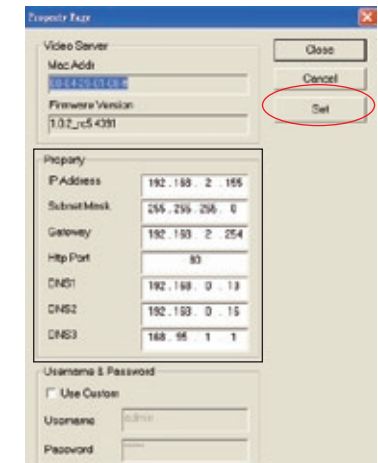 Property Page
Video Server
Close
Mac Addr
Cancel
Firmware Version
Set
1.0.2_rc5 4391
Property
IP Address 192 . 168 . 2 . 155
Subnet Mask 255 . 255 . 255 . 0
Gateway 192 . 168 . 2 . 254
Http Port 80
DNS1 192 . 168 . 0 . 13
DNS2 192 . 168 . 0 . 15
DNS3 168 . 95 . 1 . 1
Username & Password
Use Custom
Username admin
Password